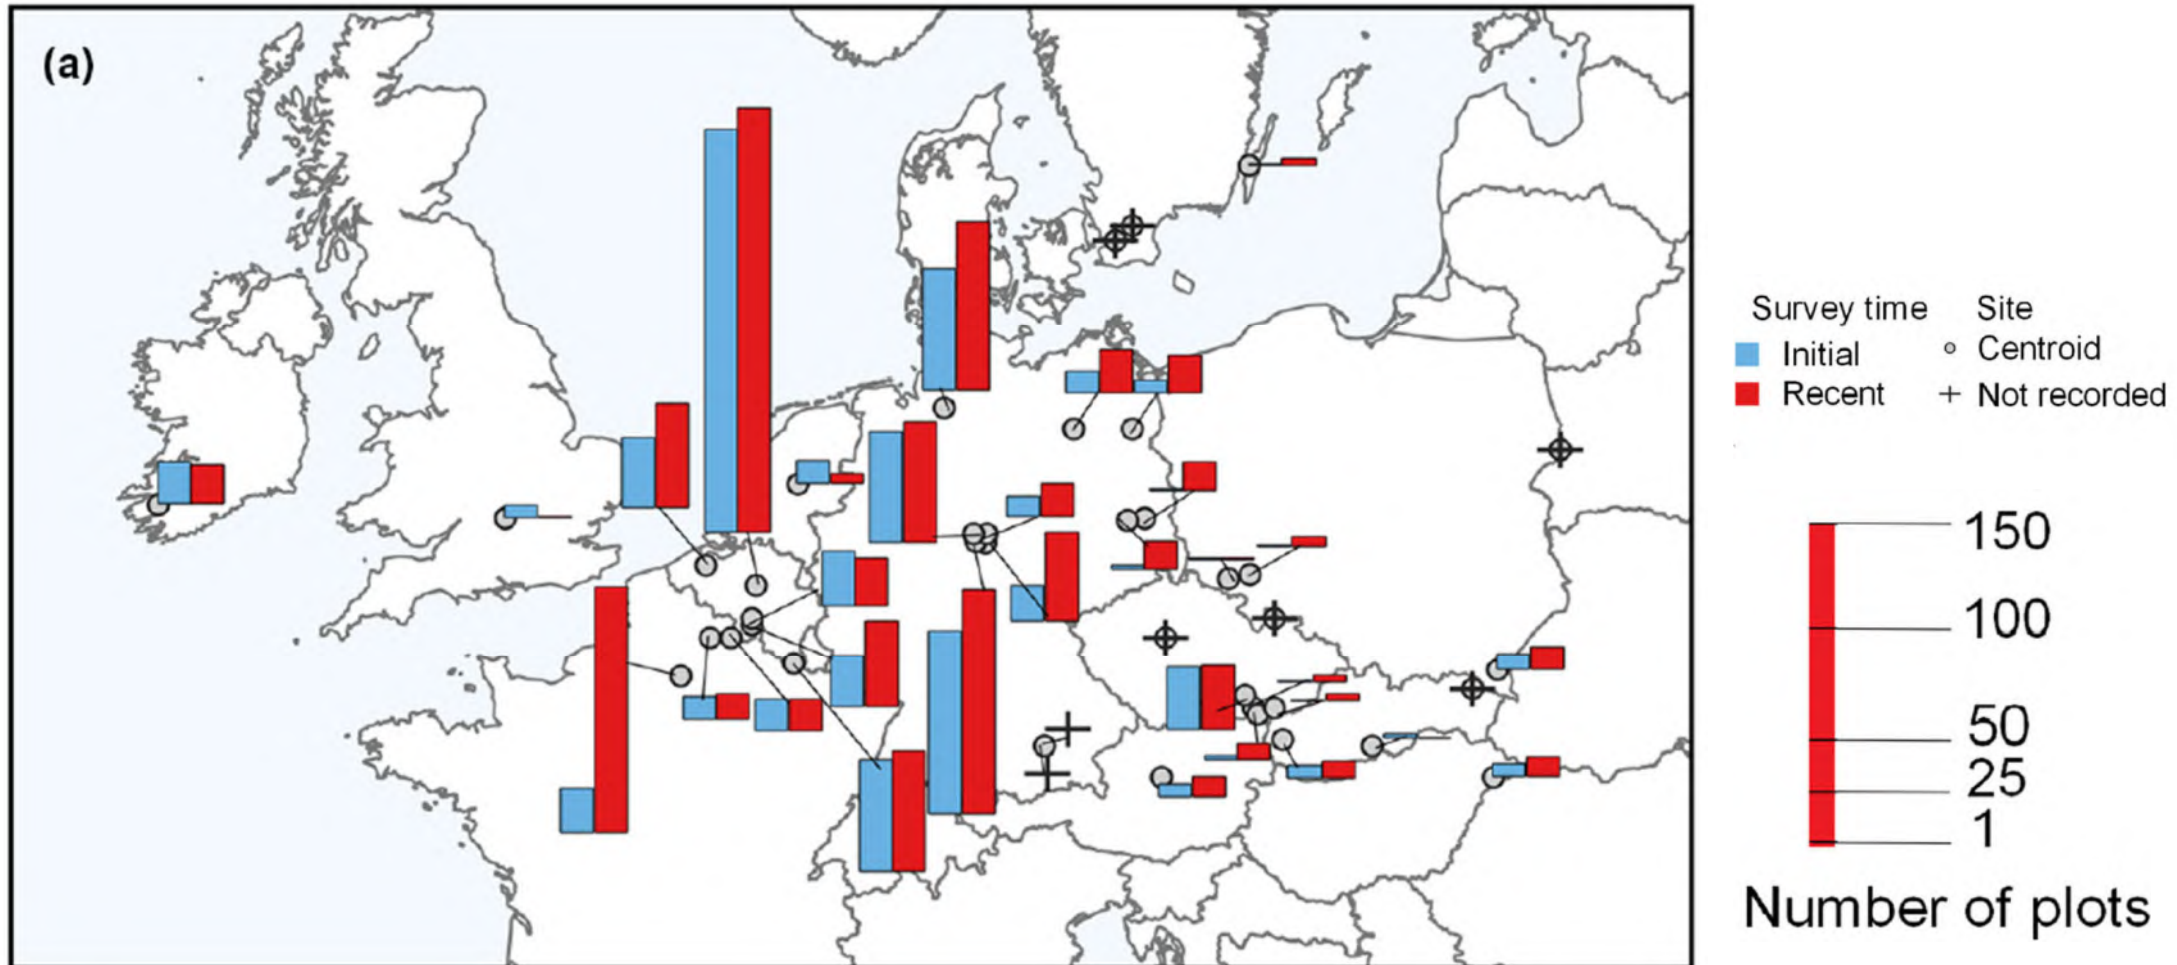 (a)
Survey time
Site
Initial
Centroid
Recent
Not recorded
150
100
50
25
1
Number of plots